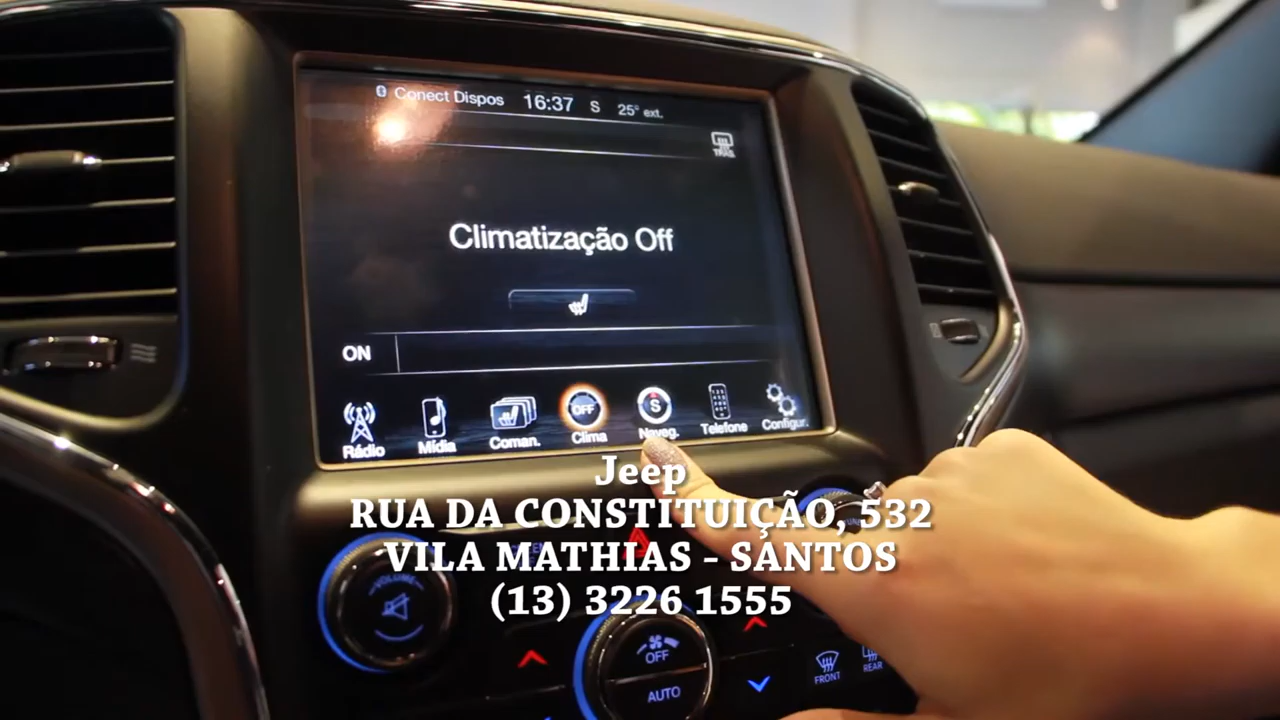 Conect Dispos 16:37 S 25° ext.
TRÁS.
Climatização Off
ON
Rádio Mídia Coman. OFF Clima S Naveg. Telefone Configur.
Jeep
RUA DA CONSTITUIÇÃO, 532
VILA MATHIAS - SANTOS
(13) 3226 1555
VOLUME
OFF
AUTO
FRONT
REAR